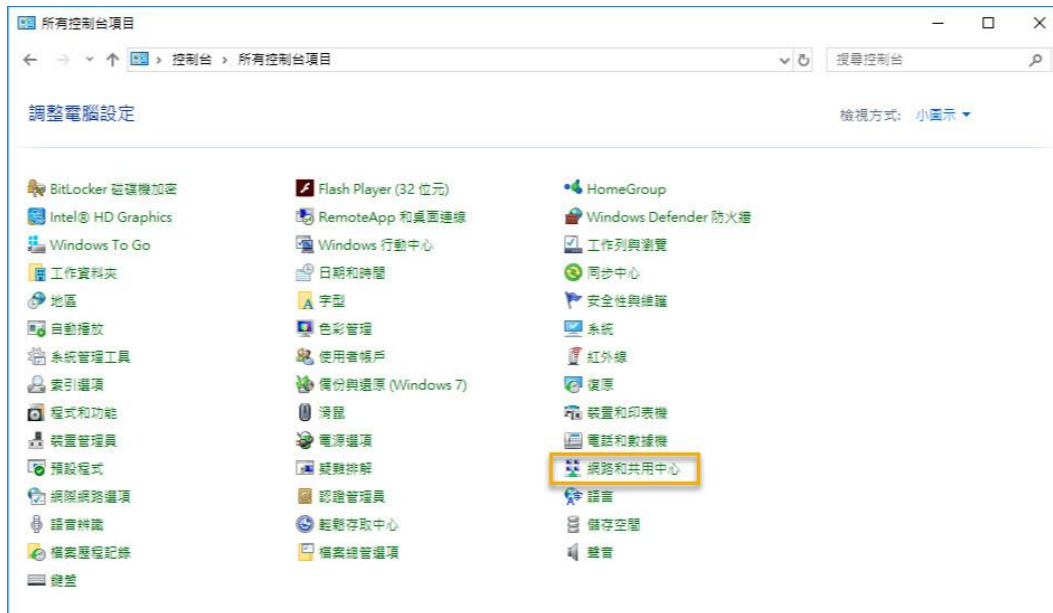 所有控制台項目
控制台 › 所有控制台項目
搜尋控制台
調整電腦設定
檢視方式: 小圖示
BitLocker 磁碟機加密
Flash Player (32 位元)
HomeGroup
Intel® HD Graphics
RemoteApp 和桌面連線
Windows Defender 防火牆
Windows To Go
Windows 行動中心
工作列與瀏覽
工作資料夾
日期和時間
同步中心
地區
字型
安全性與維護
自動播放
色彩管理
系統
系統管理工具
使用者帳戶
紅外線
索引選項
備份與還原 (Windows 7)
復原
程式和功能
滑鼠
裝置和印表機
裝置管理員
電源選項
電話和數據機
預設程式
疑難排解
網路和共用中心
網際網路選項
認證管理員
語言
語音辨識
輕鬆存取中心
儲存空間
檔案歷程記錄
檔案總管選項
聲音
鍵盤